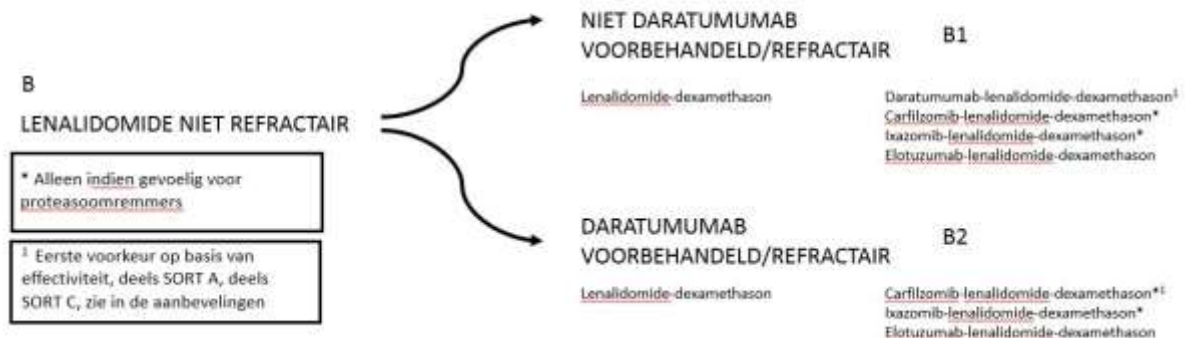 B
LENALIDOMIDE NIET REFRACTAIR
* Alleen indien gevoelig voor
proteasoomremmers
1 Eerste voorkeur op basis van
effectiviteit, deels SORT A, deels
SORT C, zie in de aanbevelingen
NIET DARATUMUMAB
VOORBEHANDELD/REFRACTAIR
B1
Lenalidomide-dexamethason
Daratumumab-lenalidomide-dexamethason¹
Carfilzomib-lenalidomide-dexamethason*
Ixazomib-lenalidomide-dexamethason*
Elotuzumab-lenalidomide-dexamethason
DARATUMUMAB
VOORBEHANDELD/REFRACTAIR
B2
Lenalidomide-dexamethason
Carfilzomib-lenalidomide-dexamethason*¹
Ixazomib-lenalidomide-dexamethason*
Elotuzumab-lenalidomide-dexamethason